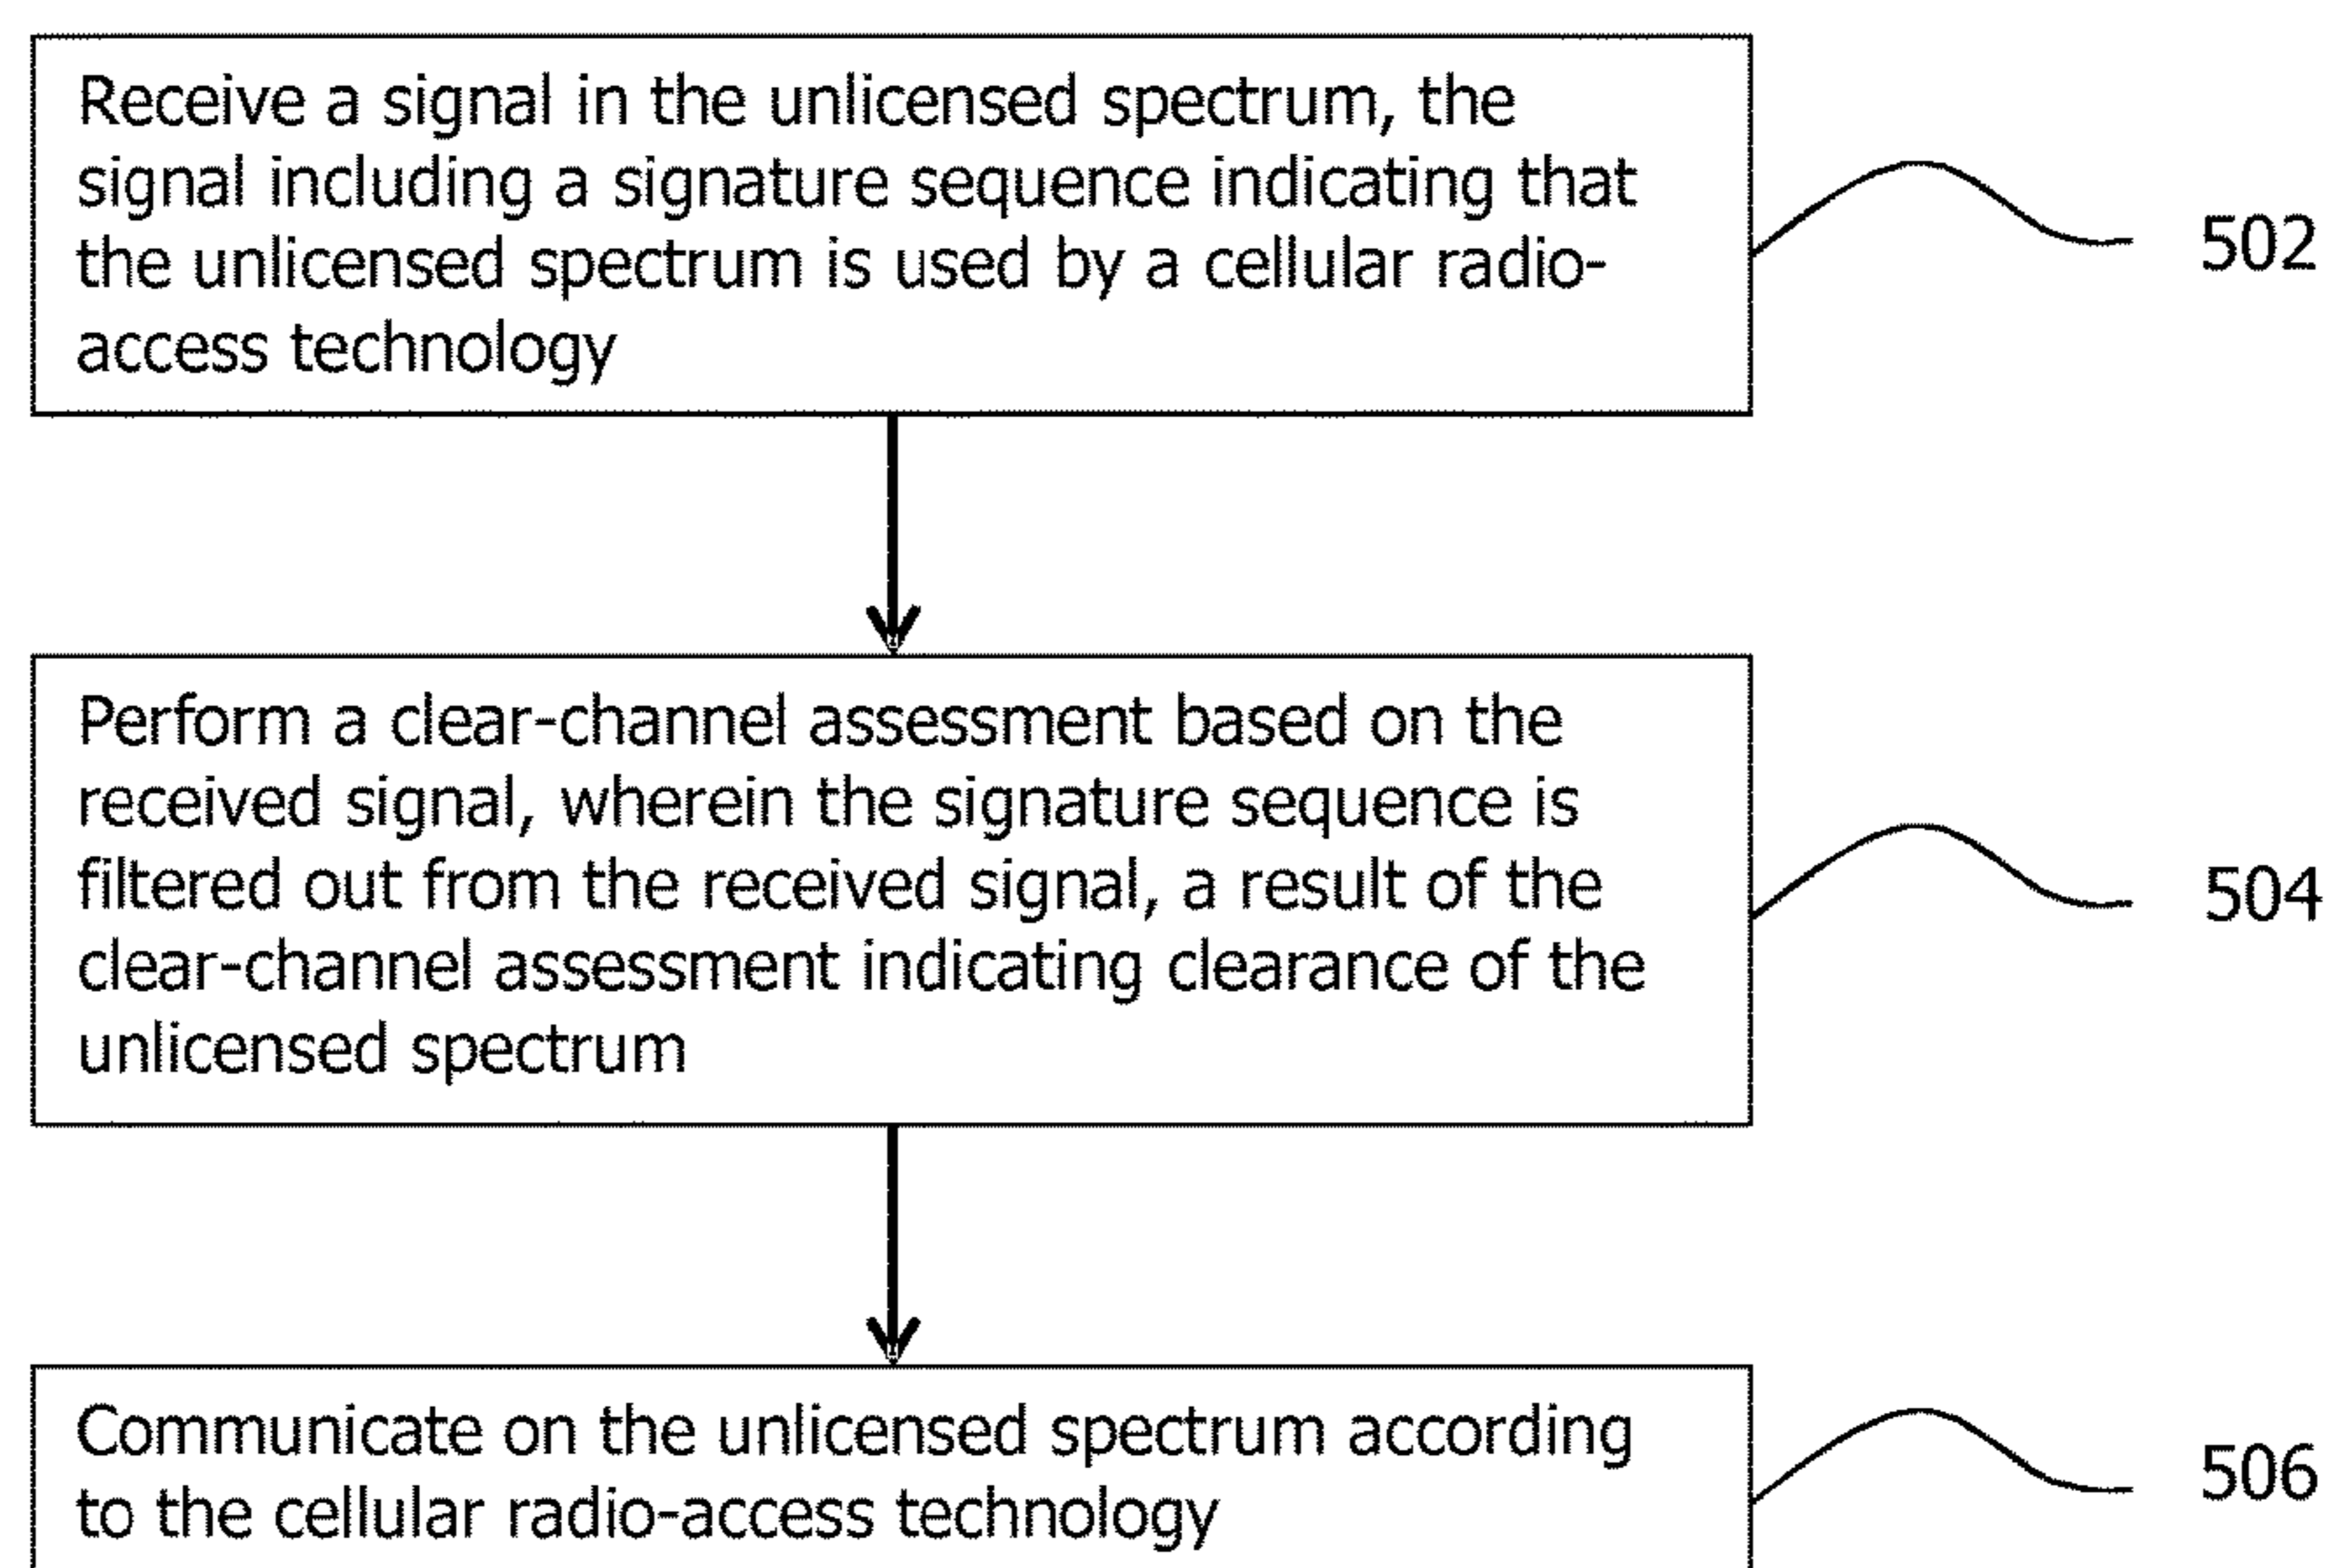 Receive a signal in the unlicensed spectrum, the
signal including a signature sequence indicating that
the unlicensed spectrum is used by a cellular radio-
access technology
502
Perform a clear-channel assessment based on the
received signal, wherein the signature sequence is
filtered out from the received signal, a result of the
clear-channel assessment indicating clearance of the
unlicensed spectrum
504
Communicate on the unlicensed spectrum according
to the cellular radio-access technology
506